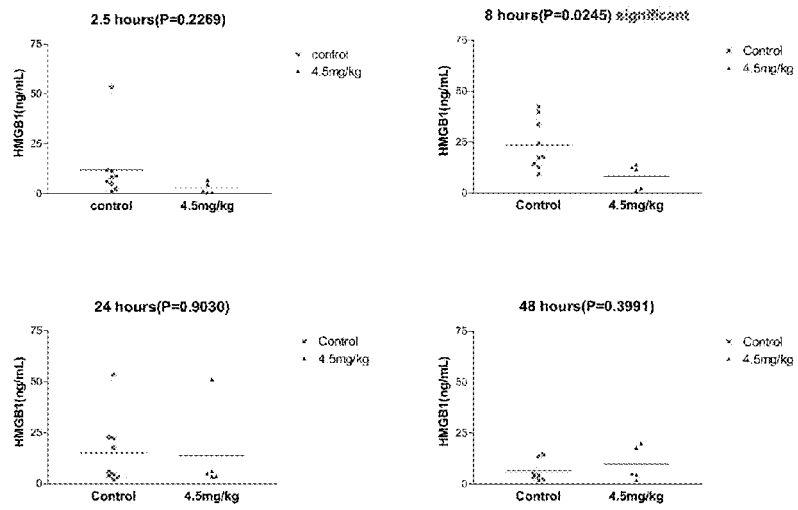 2.5 hours(P=0.2269)
75
50
25
0
HMGB1(ng/mL)
control
4.5mg/kg
control
4.5mg/kg
8 hours(P=0.0245) significant
75
50
25
0
HMGB1(ng/mL)
Control
4.5mg/kg
Control
4.5mg/kg
24 hours(P=0.9030)
75
50
25
0
HMGB1(ng/mL)
Control
4.5mg/kg
Control
4.5mg/kg
48 hours(P=0.3991)
75
50
25
0
HMGB1(ng/mL)
Control
4.5mg/kg
Control
4.5mg/kg